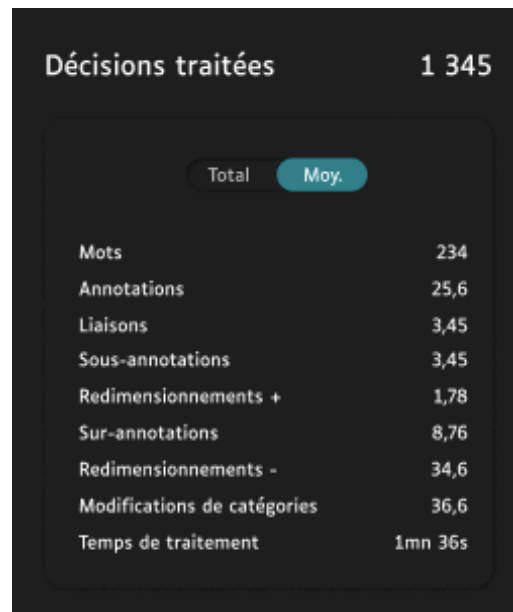 Décisions traitées 1 345
Total Moy.
Mots 234
Annotations 25,6
Liaisons 3,45
Sous-annotations 3,45
Redimensionnements + 1,78
Sur-annotations 8,76
Redimensionnements - 34,6
Modifications de catégories 36,6
Temps de traitement 1mn 36s